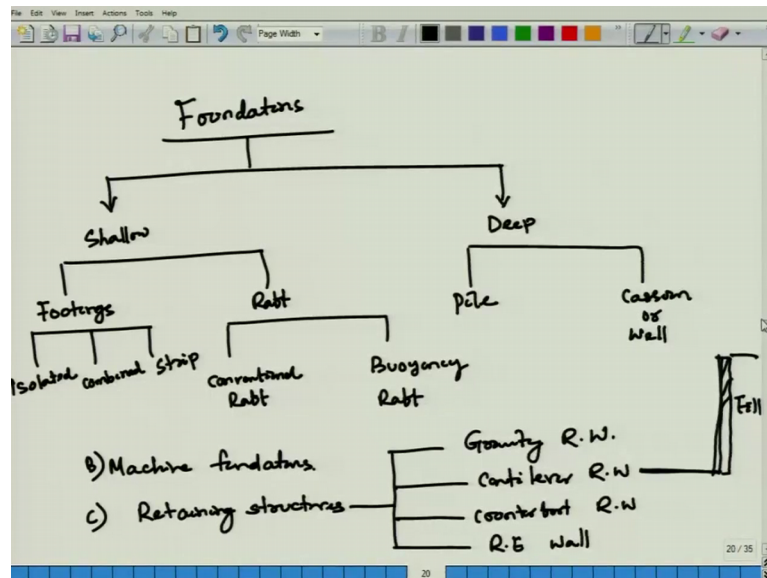 File Edit View Insert Actions Tools Help
Page Width
B I
Foundations
Shallow
Deep
Footings
Raft
Pile
Caisson
or
Well
Isolated
Combined
Strip
Conventional
Raft
Buoyancy
Raft
Fill
B) Machine foundations.
C) Retaining structures
Gravity R.W.
Cantilever R.W
Counterfort R.W
R.E Wall
20 / 35
20